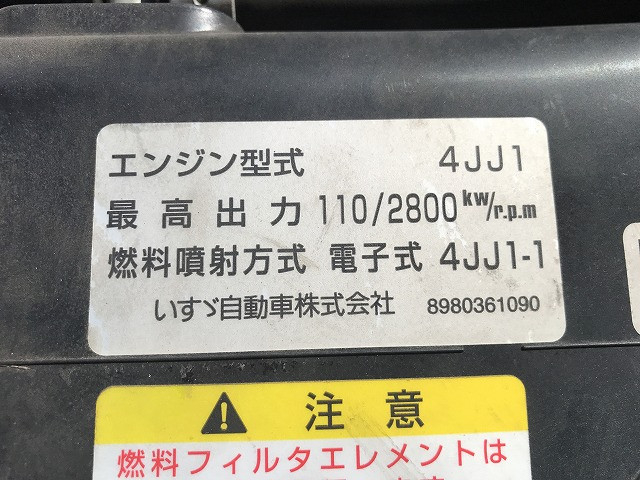 エンジン型式 4JJ1
最高出力 110/2800 kw/r.p.m
燃料噴射方式 電子式 4JJ1-1
いすゞ自動車株式会社 8980361090
注意
燃料フィルタエレメントは